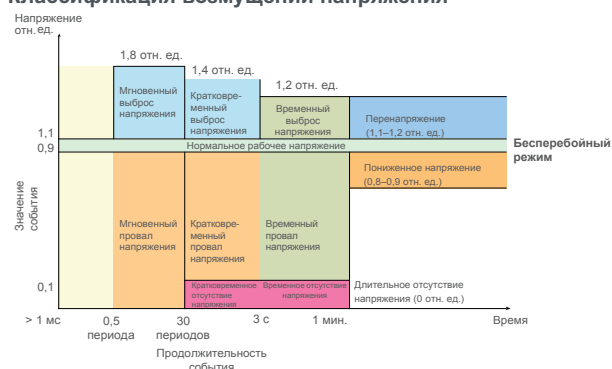 Классификация возмущений напряжения
Напряжение
отн. ед.
1,8 отн. ед.
1,4 отн. ед.
1,2 отн. ед.
Мгновенный
выброс
напряжения
Кратковре-
менный
выброс
напряжения
Временный
выброс
напряжения
Перенапряжение
(1,1–1,2 отн. ед.)
1,1
0,9
Нормальное рабочее напряжение
Бесперебойный
режим
Пониженное напряжение
(0,8–0,9 отн. ед.)
Значение
события
Мгновенный
провал
напряжения
Кратковре-
менный
провал
напряжения
Временный
провал
напряжения
0,1
Кратковременное
отсутствие
напряжения
Временное отсутствие
напряжения
Длительное отсутствие
напряжения (0 отн. ед.)
> 1 мс
0,5
периода
30
периодов
3 с
1 мин.
Время
Продолжительность
события